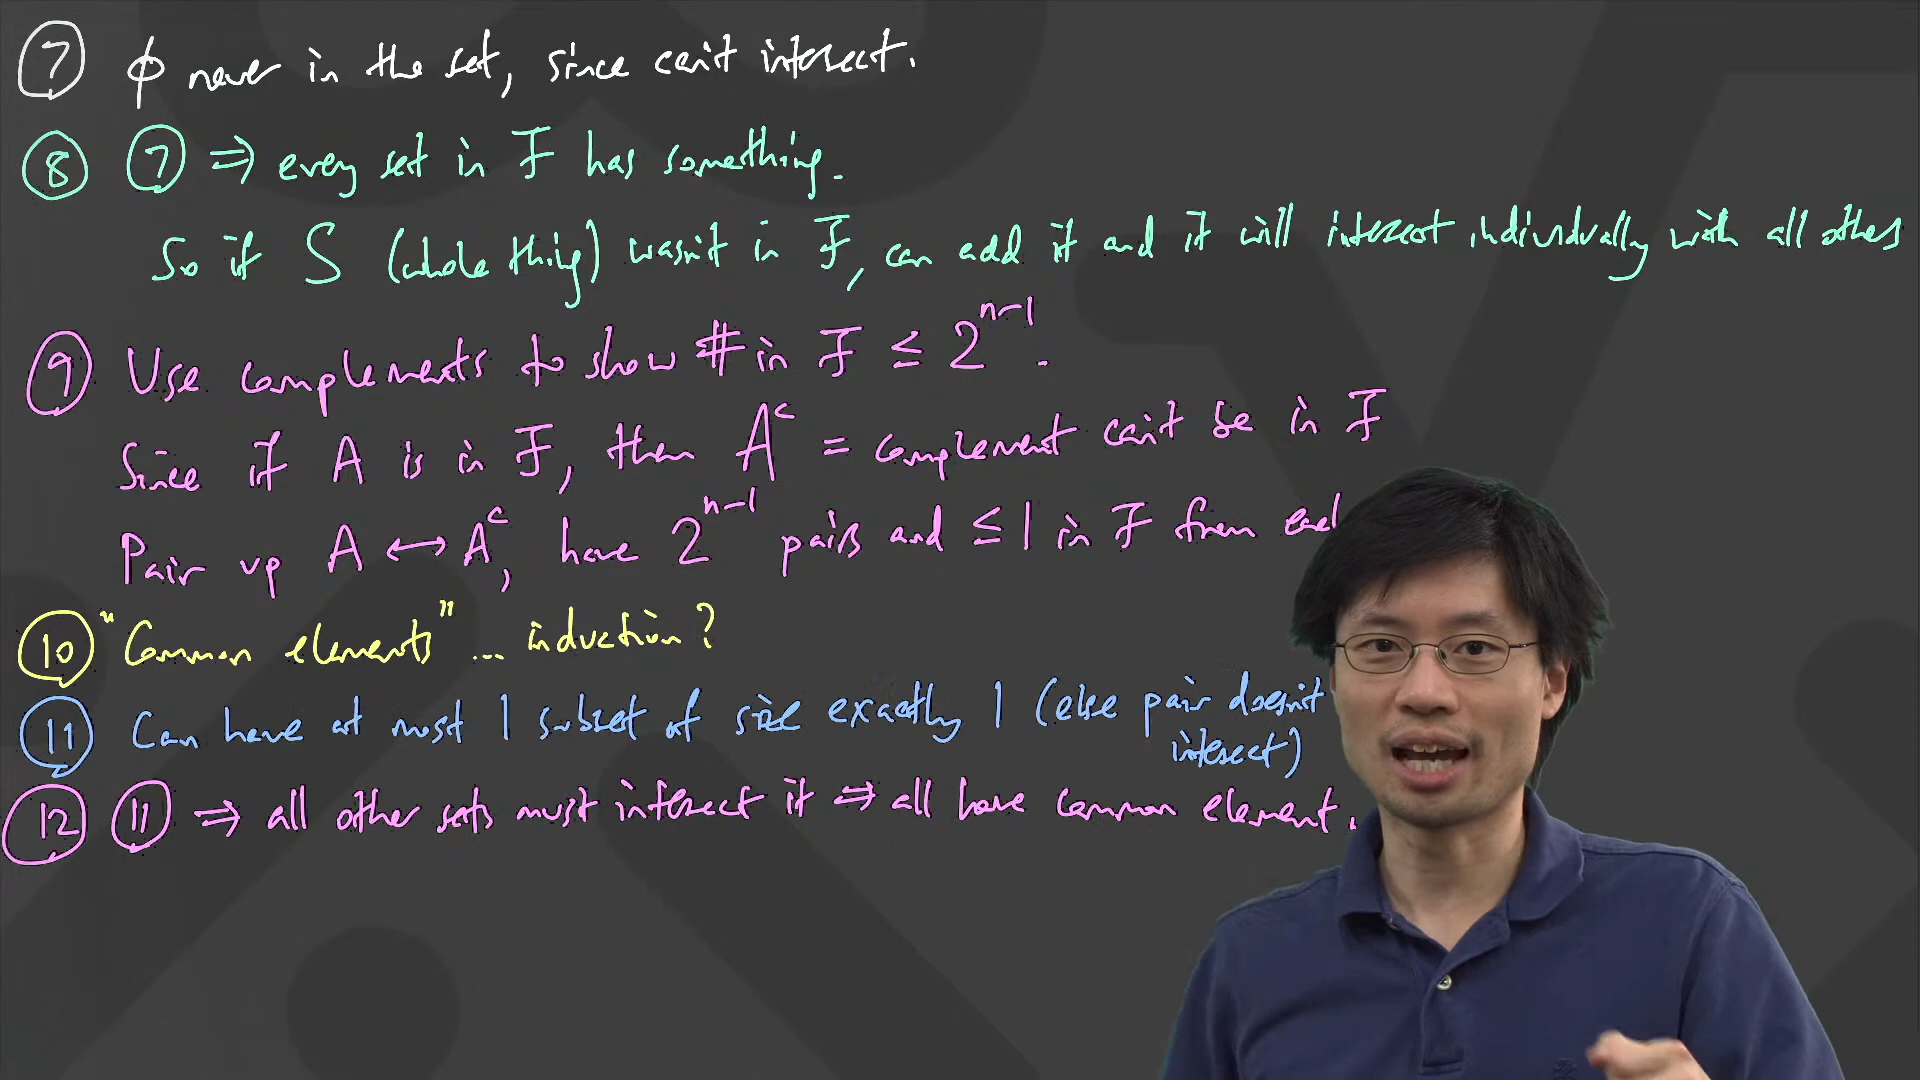 ⑦ ϕ never in the set, since can't intersect.
⑧ ⑦ ⇒ every set in F has something.
So if S (whole thing) wasn't in F, can add it and it will intersect individually with all others
⑨ Use complements to show # in F ≤ 2^{n-1}.
Since if A is in F, then A^c = complement can't be in F
Pair up A ↔ A^c, have 2^{n-1} pairs and ≤ 1 in F from
⑩ "Common elements" ... induction?
⑪ Can have at most 1 subset of size exactly 1 (else pair doesn't
intersect)
⑫ ⑪ ⇒ all other sets must intersect it ⇒ all have common element.